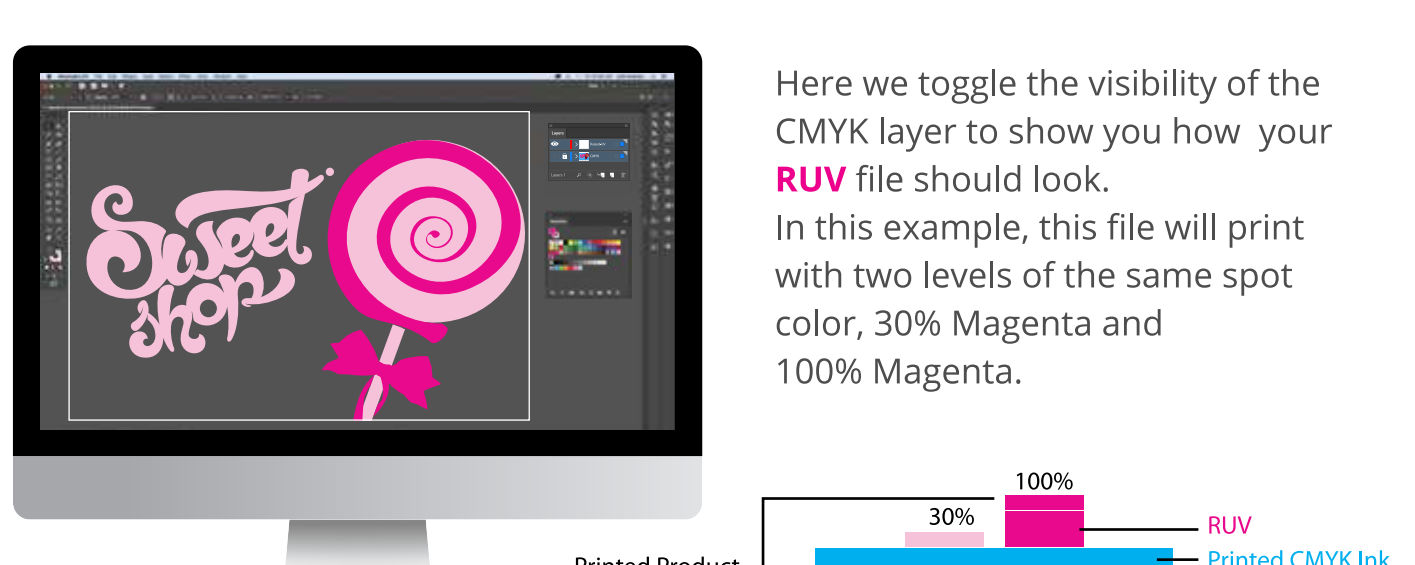 Sweet
shop
Layers
CMYK
Here we toggle the visibility of the
CMYK layer to show you how your
RUV file should look.
In this example, this file will print
with two levels of the same spot
color, 30% Magenta and
100% Magenta.
100%
30%
RUV
Printed Product
Printed CMYK Ink